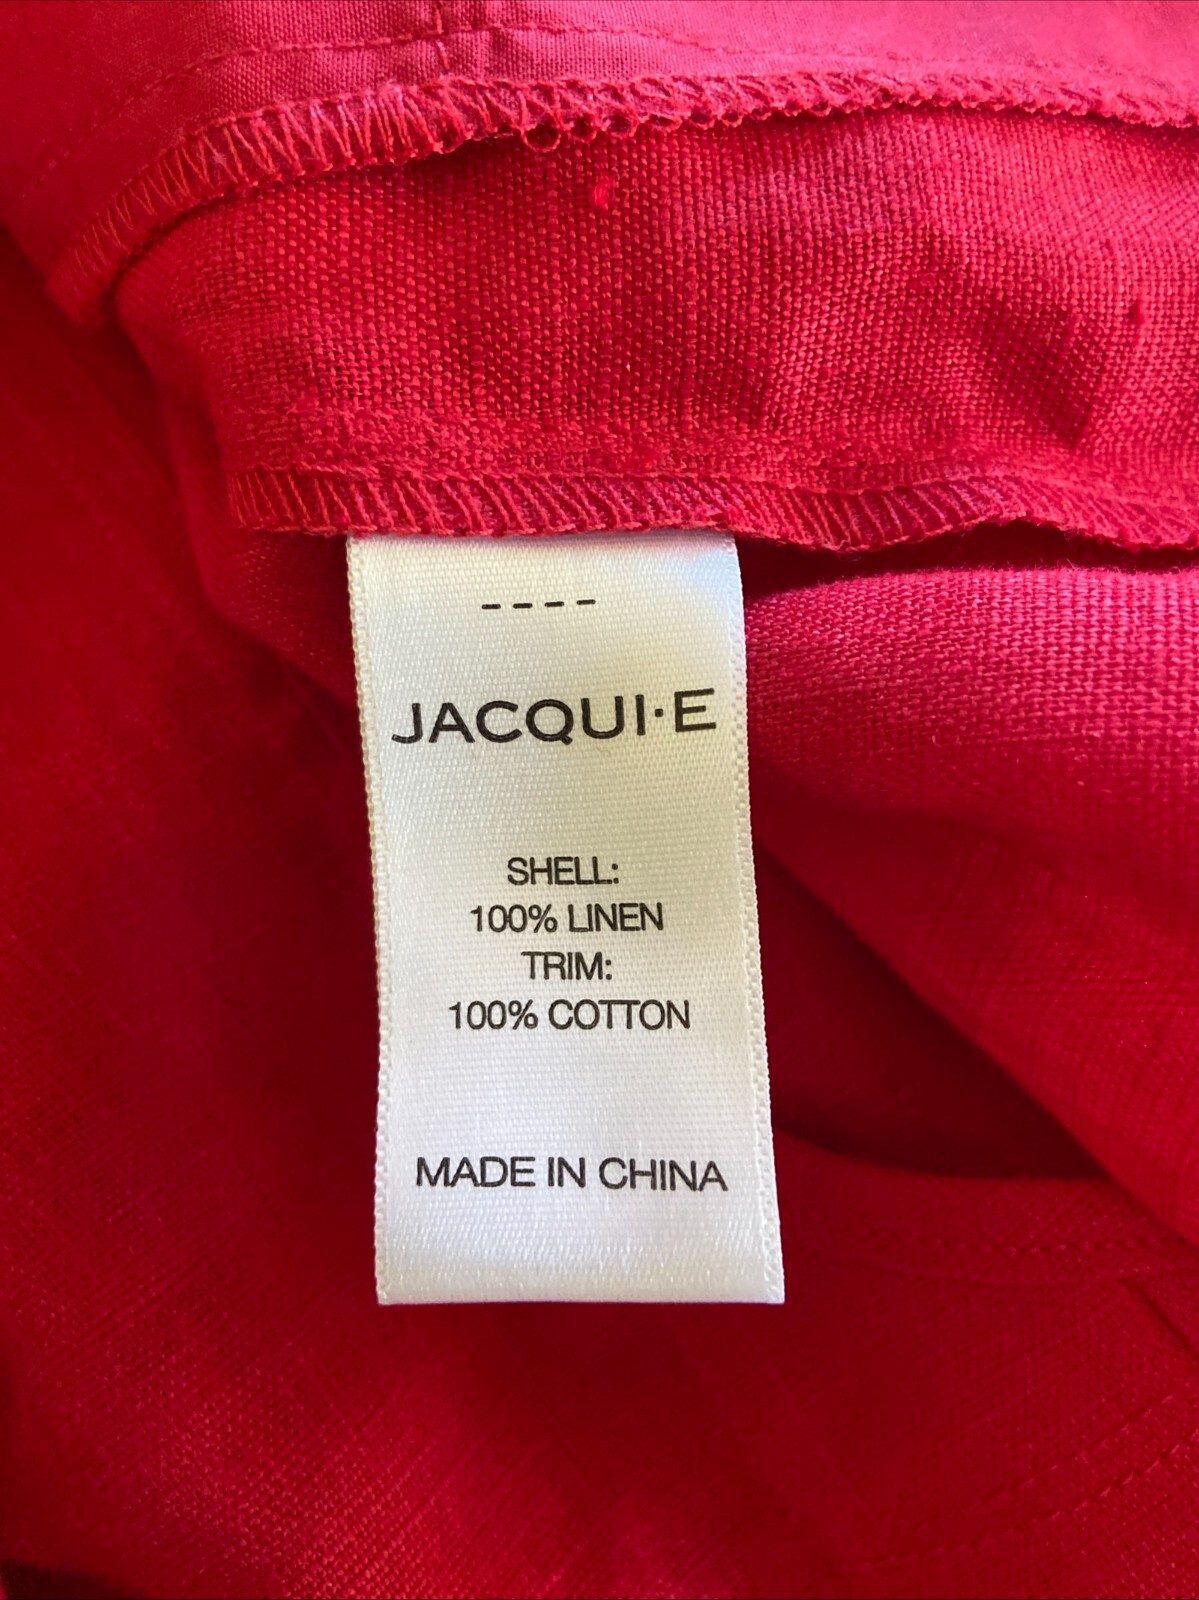 ----
JACQUI·E
SHELL:
100% LINEN
TRIM:
100% COTTON
MADE IN CHINA